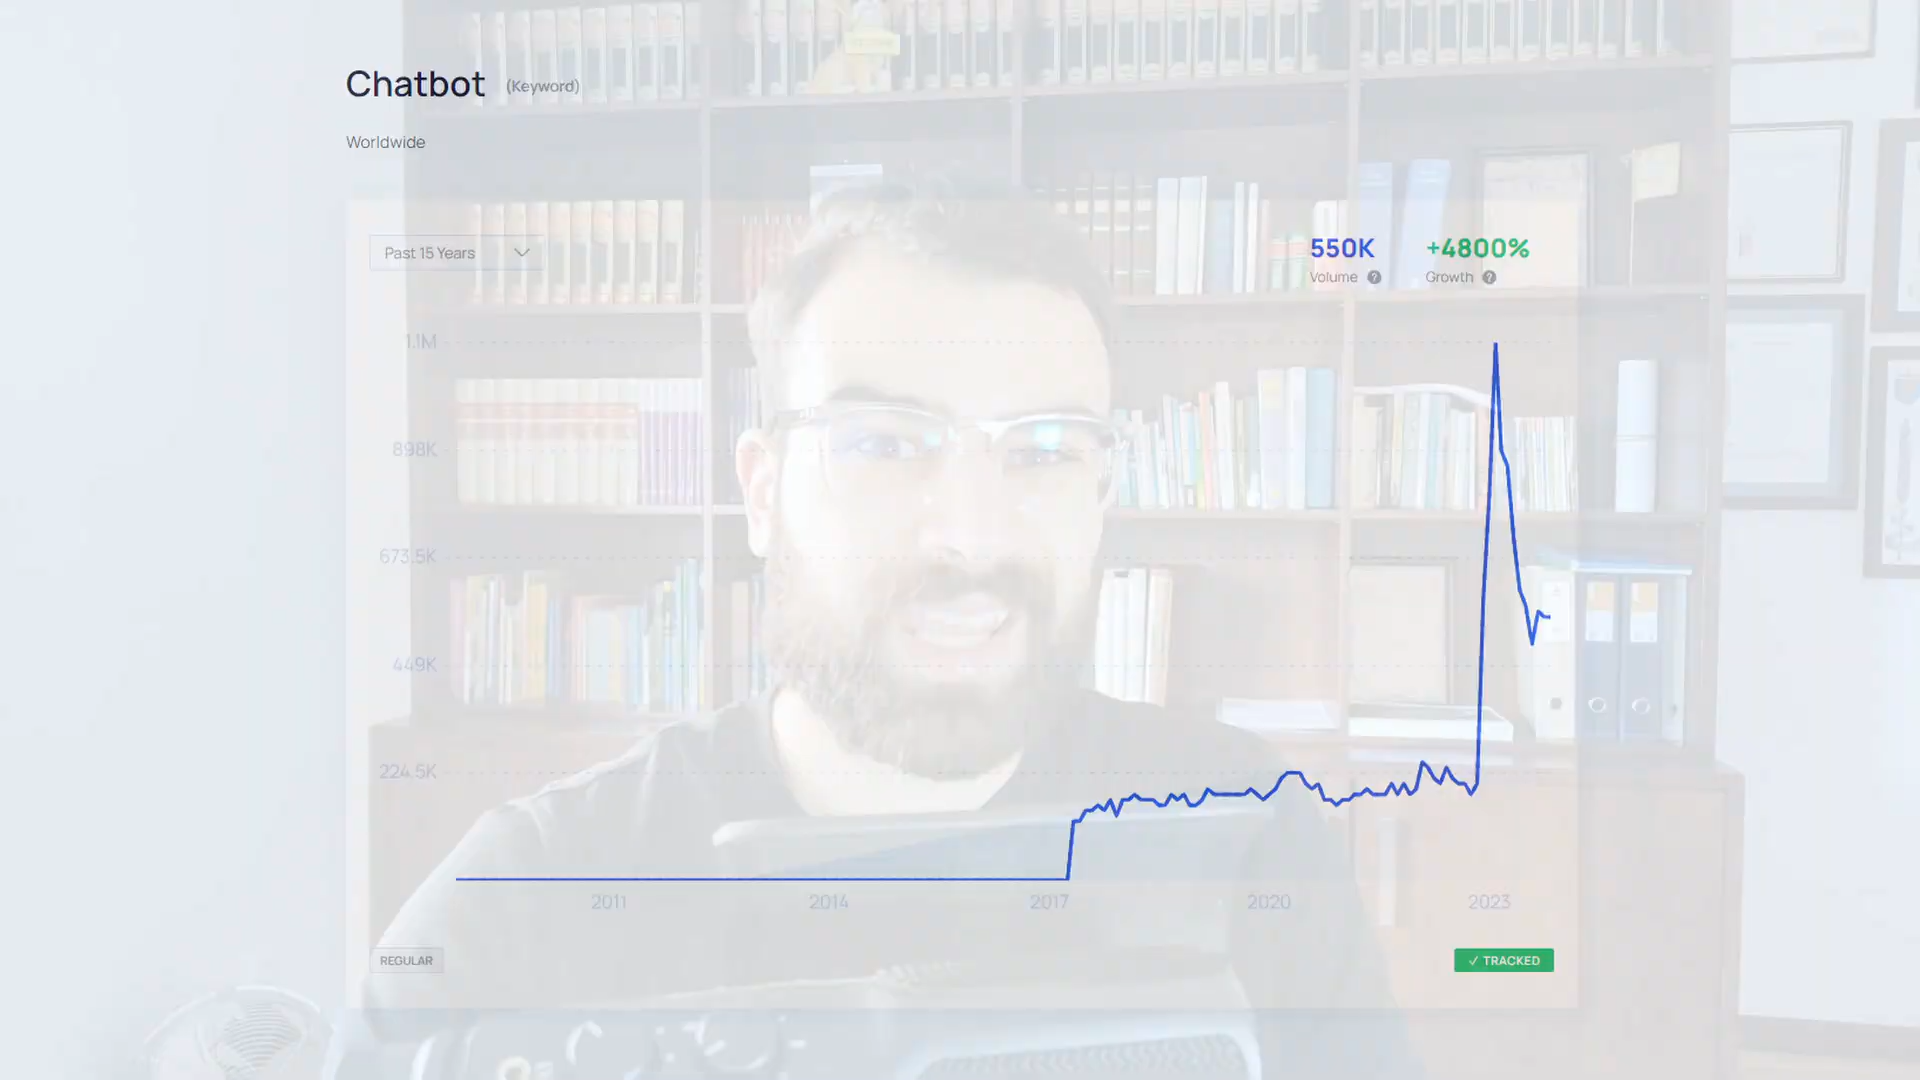 Chatbot (Keyword)
Worldwide
Past 15 Years
550K
Volume
+4800%
Growth
1.1M
898K
673.5K
449K
224.5K
2011 2014 2017 2020 2023
REGULAR
✓ TRACKED